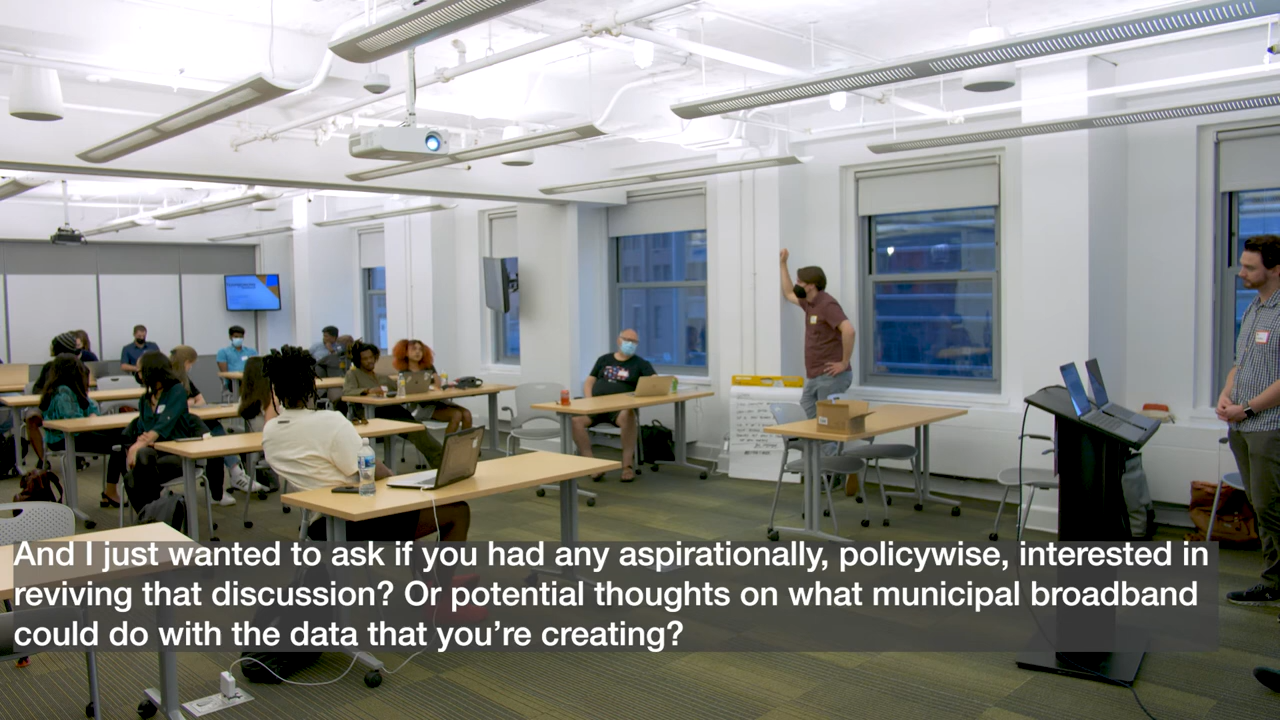 And I just wanted to ask if you had any aspirationally, policywise, interested in
reviving that discussion? Or potential thoughts on what municipal broadband
could do with the data that you’re creating?